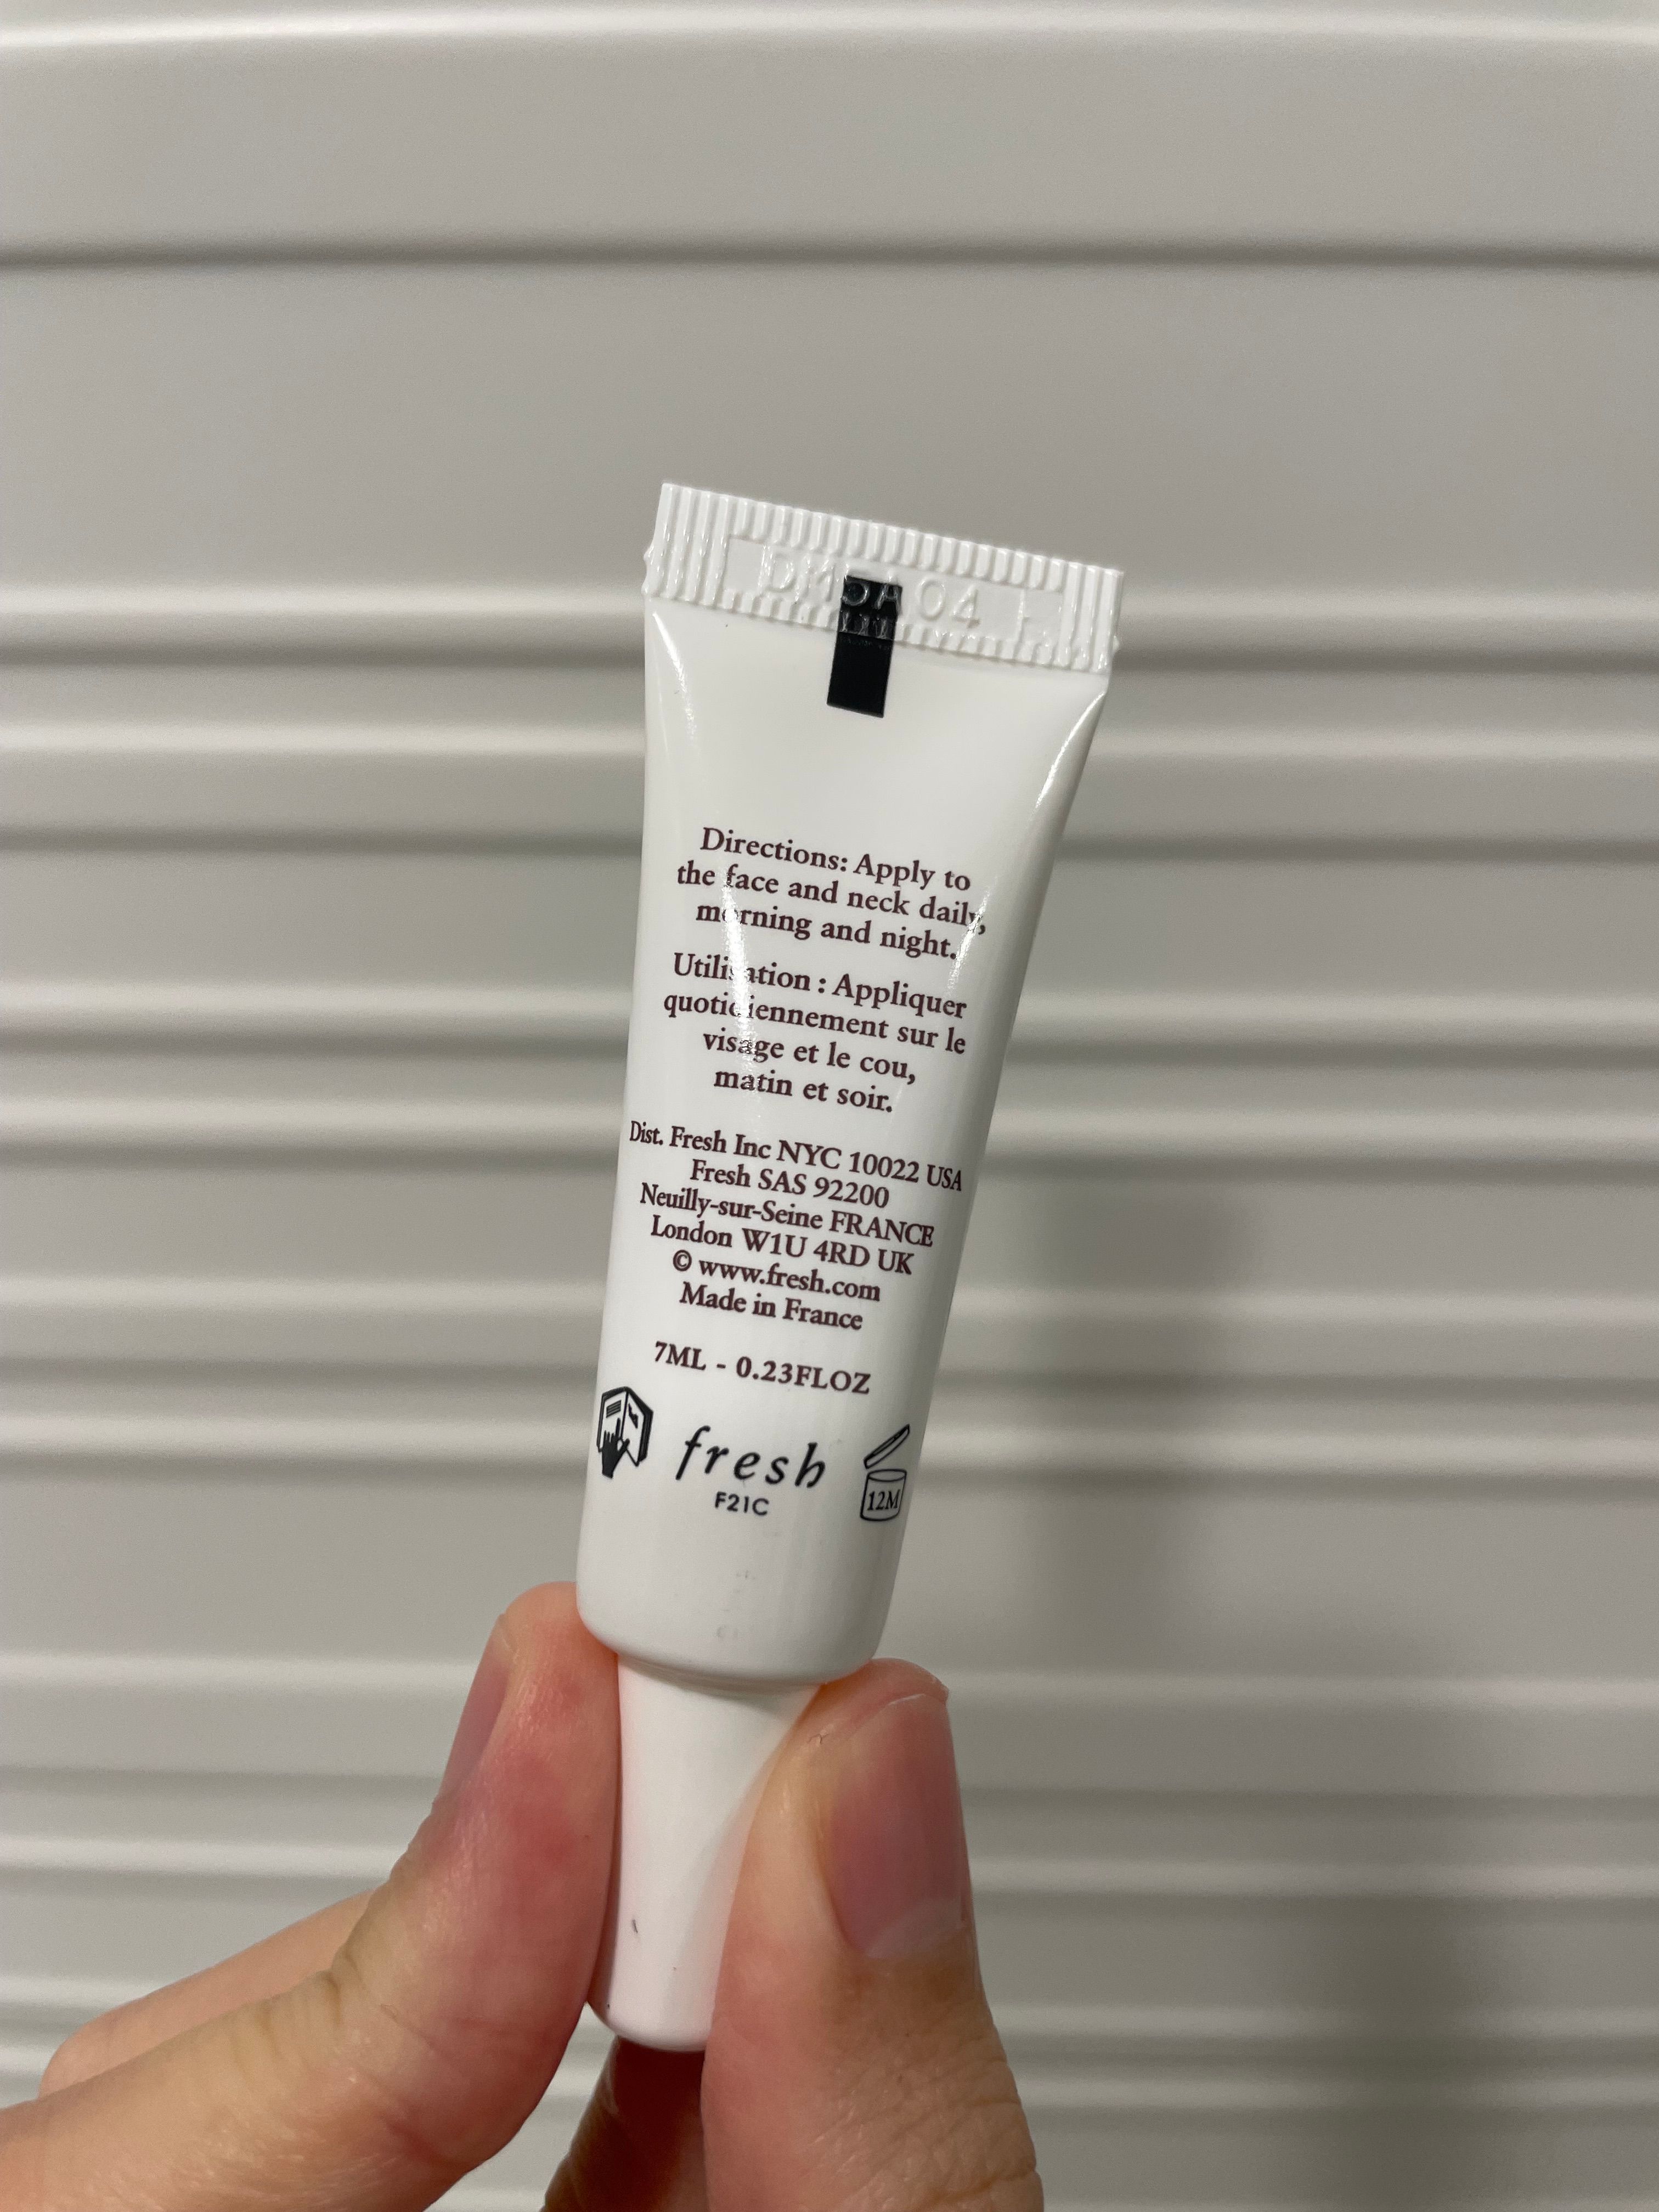 Directions: Apply to
the face and neck daily,
morning and night.
Utilisation : Appliquer
quotidiennement sur le
visage et le cou,
matin et soir.
Dist. Fresh Inc NYC 10022 USA
Fresh SAS 92200
Neuilly-sur-Seine FRANCE
London W1U 4RD UK
© www.fresh.com
Made in France
7ML - 0.23FLOZ
fresh
F21C
12M